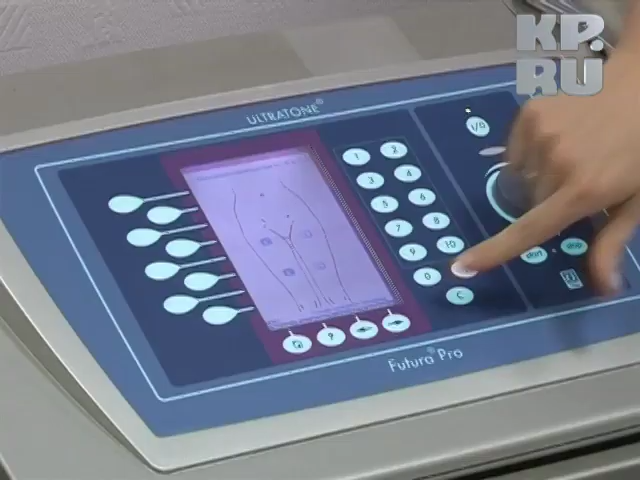 KP.
RU
ULTRATONE®
I/O
1 2
3 4
5 6
7 8
9 10
0
C
start stop
?
Futura® Pro